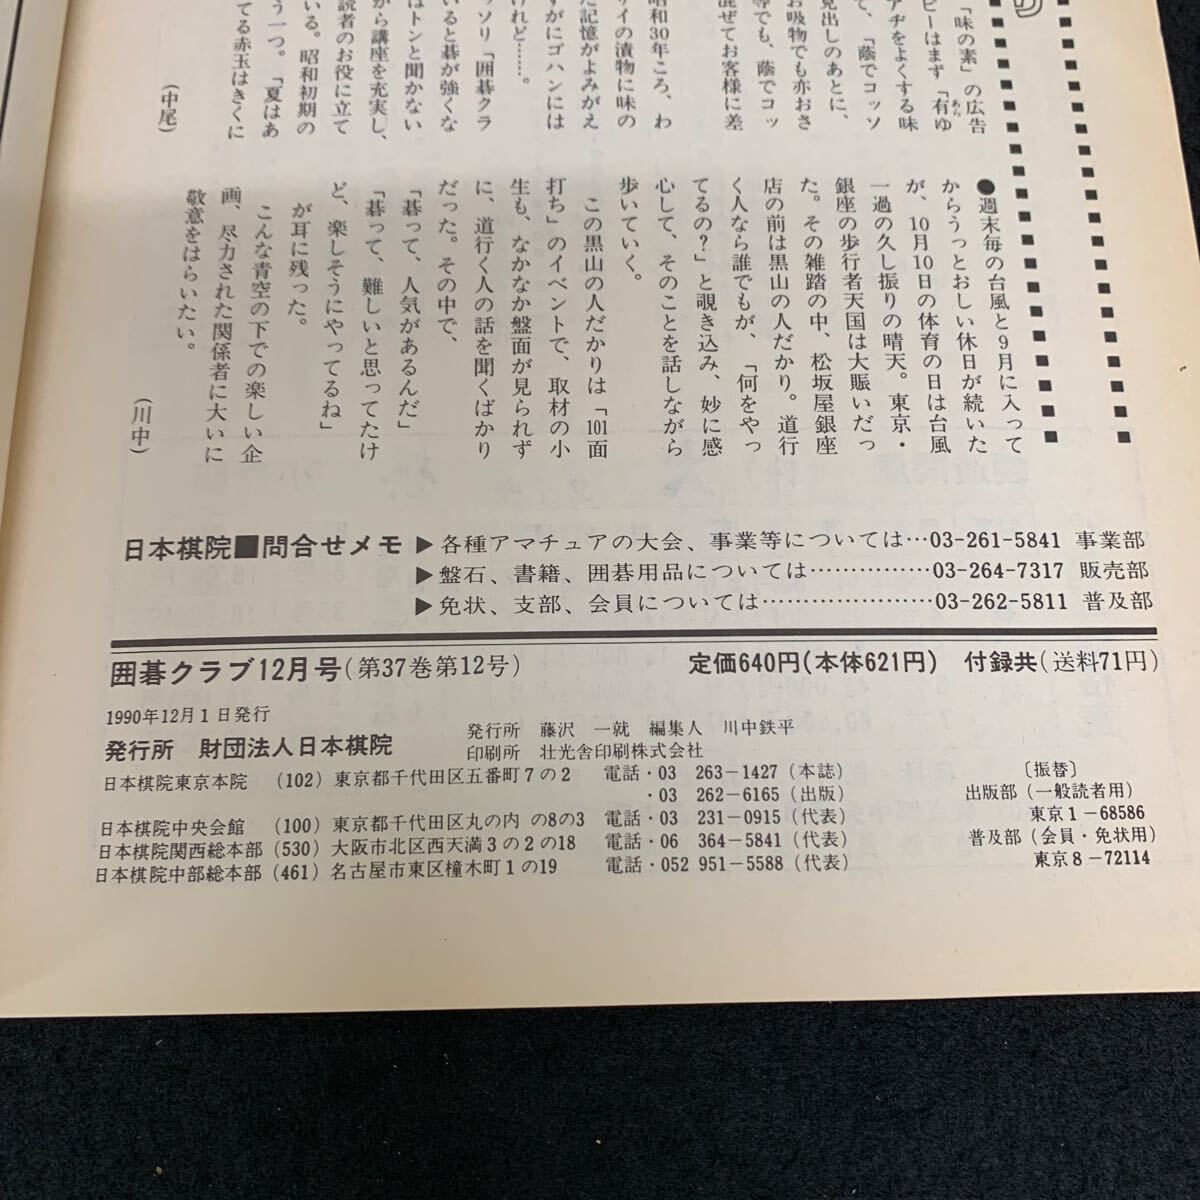 「味の素」の広告
ピーはまず「有ゆ
あら
アヂをよくする味
て、「蔭でコッソ
見出しのあとに、
お吸物でも亦おさ
等でも、蔭でコッ
混ぜてお客様に差
昭和30年ころ、わ
サイの漬物に味の
た記憶がよみがえ
すがにゴハンには
けれど……。
ッソリ「囲碁クラ
いると碁が強くな
はトンと聞かない
から講座を充実し、
読者のお役に立て
いる。昭和初期の
う一つ。「夏はあ
てる赤玉はきくに
(中尾)
●週末毎の台風と9月に入って
からうっとおしい休日が続いた
が、10月10日の体育の日は台風
一過の久し振りの晴天。東京・
銀座の歩行者天国は大賑いだっ
た。その雑踏の中、松坂屋銀座
店の前は黒山の人だかり。道行
く人なら誰でもが、「何をやっ
てるの?」と覗き込み、妙に感
心して、そのことを話しながら
歩いていく。
この黒山の人だかりは「101面
打ち」のイベントで、取材の小
生も、なかなか盤面が見られず
に、道行く人の話を聞くばかり
だった。その中で、
「碁って、人気があるんだ」
「碁って、難しいと思ってたけ
ど、楽しそうにやってるね」
が耳に残った。
こんな青空の下での楽しい企
画、尽力された関係者に大いに
敬意をはらいたい。
(川中)
日本棋院■問合せメモ ▶各種アマチュアの大会、事業等については…03-261-5841 事業部
▶盤石、書籍、囲碁用品については……………03-264-7317 販売部
▶免状、支部、会員については…………………03-262-5811 普及部
囲碁クラブ12月号(第37巻第12号) 定価640円(本体621円) 付録共(送料71円)
1990年12月1日発行
発行所 藤沢 一就 編集人 川中鉄平
発行所 財団法人日本棋院
印刷所 壮光舎印刷株式会社
日本棋院東京本院 (102) 東京都千代田区五番町7の2 電話・03 263-1427 (本誌) 〔振替〕
・03 262-6165 (出版) 出版部(一般読者用)
日本棋院中央会館 (100) 東京都千代田区丸の内 の8の3 電話・03 231-0915 (代表) 東京1-68586
日本棋院関西総本部 (530) 大阪市北区西天満3の2の18 電話・06 364-5841 (代表) 普及部(会員・免状用)
日本棋院中部総本部 (461) 名古屋市東区橦木町1の19 電話・052 951-5588 (代表) 東京8-72114